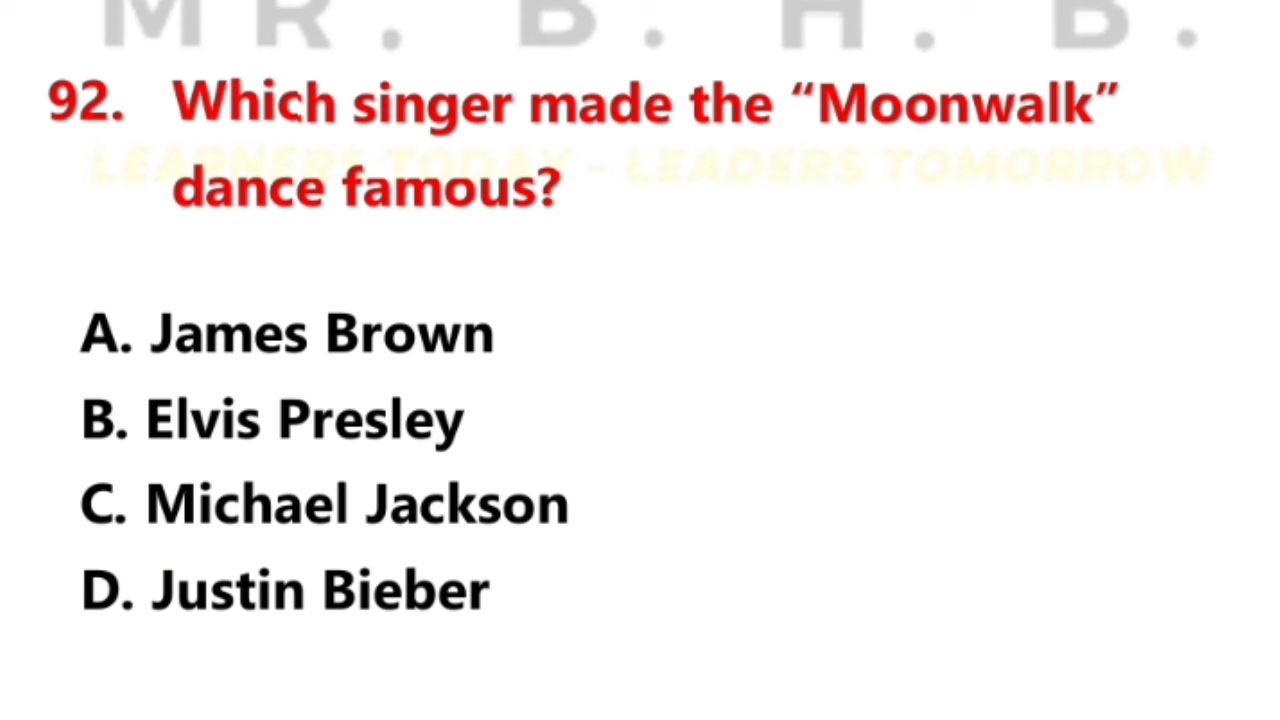 MR. B. H. B.
92. Which singer made the “Moonwalk”
LEARNERS TODAY - LEADERS TOMORROW
dance famous?
A. James Brown
B. Elvis Presley
C. Michael Jackson
D. Justin Bieber